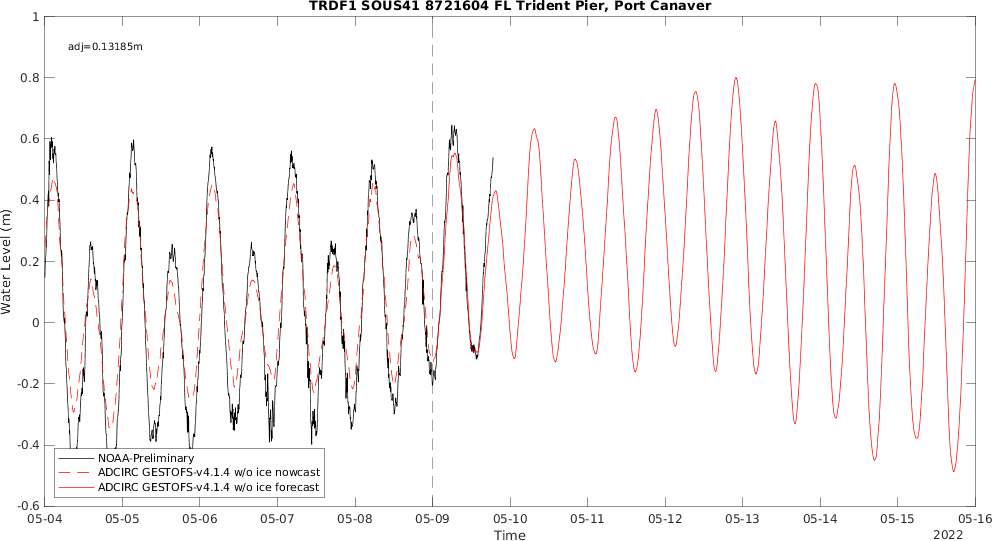 TRDF1 SOUS41 8721604 FL Trident Pier, Port Canaver
adj=0.13185m
Water Level (m)
1
0.8
0.6
0.4
0.2
0
-0.2
-0.4
-0.6
NOAA-Preliminary
ADCIRC GESTOFS-v4.1.4 w/o ice nowcast
ADCIRC GESTOFS-v4.1.4 w/o ice forecast
05-04 05-05 05-06 05-07 05-08 05-09 05-10 05-11 05-12 05-13 05-14 05-15 05-16
Time
2022